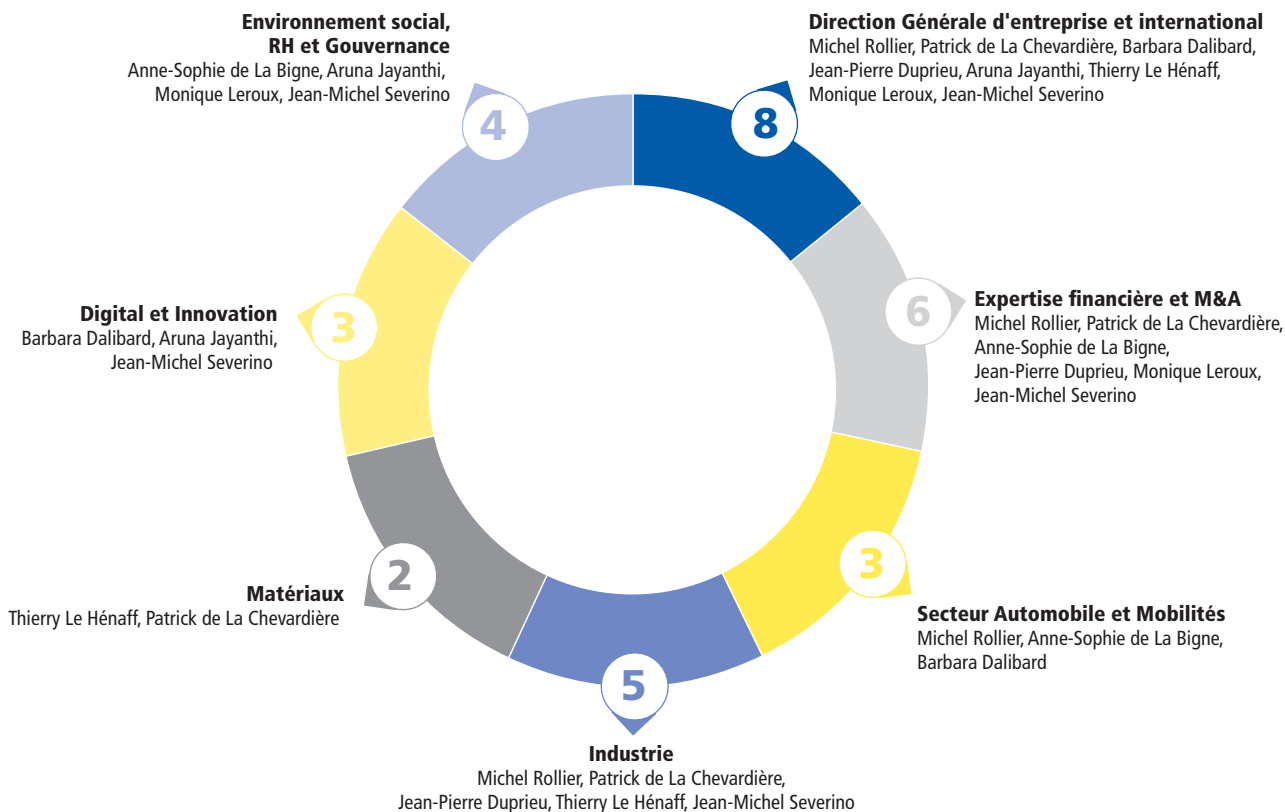 Environnement social,
RH et Gouvernance
Anne-Sophie de La Bigne, Aruna Jayanthi,
Monique Leroux, Jean-Michel Severino
4
Direction Générale d'entreprise et international
Michel Rollier, Patrick de La Chevardière, Barbara Dalibard,
Jean-Pierre Duprieu, Aruna Jayanthi, Thierry Le Hénaff,
Monique Leroux, Jean-Michel Severino
8
Digital et Innovation
Barbara Dalibard, Aruna Jayanthi,
Jean-Michel Severino
3
Expertise financière et M&A
Michel Rollier, Patrick de La Chevardière,
Anne-Sophie de La Bigne,
Jean-Pierre Duprieu, Monique Leroux,
Jean-Michel Severino
6
Matériaux
Thierry Le Hénaff, Patrick de La Chevardière
2
Secteur Automobile et Mobilités
Michel Rollier, Anne-Sophie de La Bigne,
Barbara Dalibard
3
5
Industrie
Michel Rollier, Patrick de La Chevardière,
Jean-Pierre Duprieu, Thierry Le Hénaff, Jean-Michel Severino